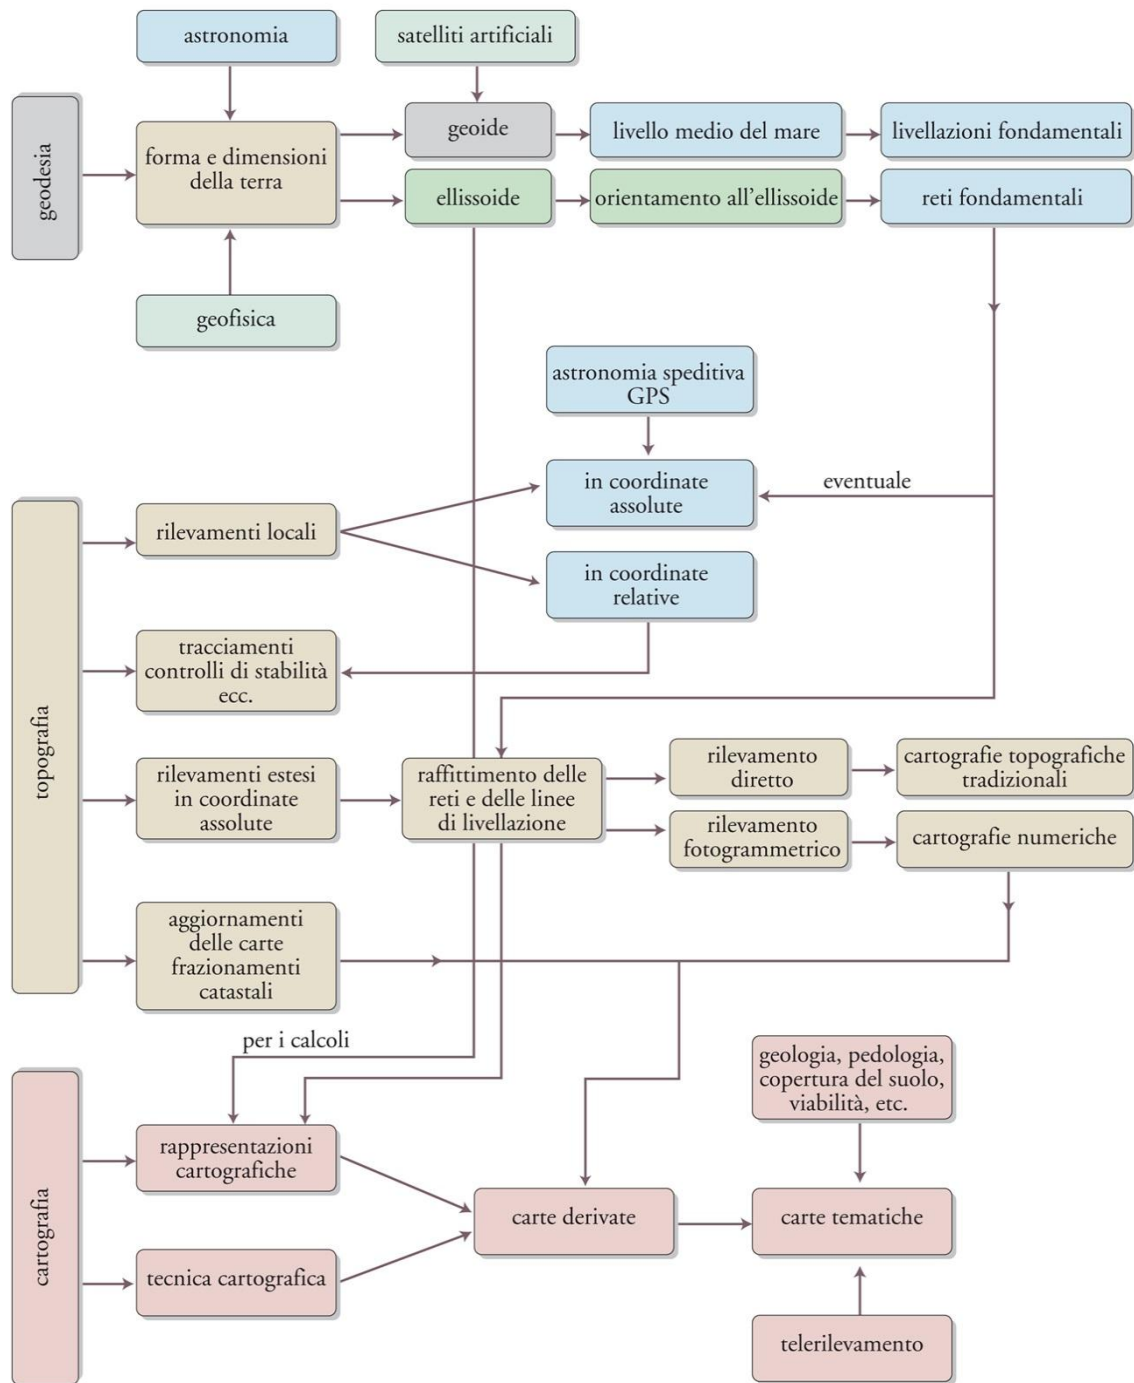 astronomia
satelliti artificiali
geodesia
forma e dimensioni
della terra
geoide
livello medio del mare
livellazioni fondamentali
ellissoide
orientamento all'ellissoide
reti fondamentali
geofisica
astronomia speditiva
GPS
in coordinate
assolute
eventuale
topografia
rilevamenti locali
in coordinate
relative
tracciamenti
controlli di stabilità
ecc.
rilevamenti estesi
in coordinate
assolute
raffittimento delle
reti e delle linee
di livellazione
rilevamento
diretto
cartografie topografiche
tradizionali
rilevamento
fotogrammetrico
cartografie numeriche
aggiornamenti
delle carte
frazionamenti
catastali
per i calcoli
cartografia
rappresentazioni
cartografiche
geologia, pedologia,
copertura del suolo,
viabilità, etc.
carte derivate
carte tematiche
tecnica cartografica
telerilevamento